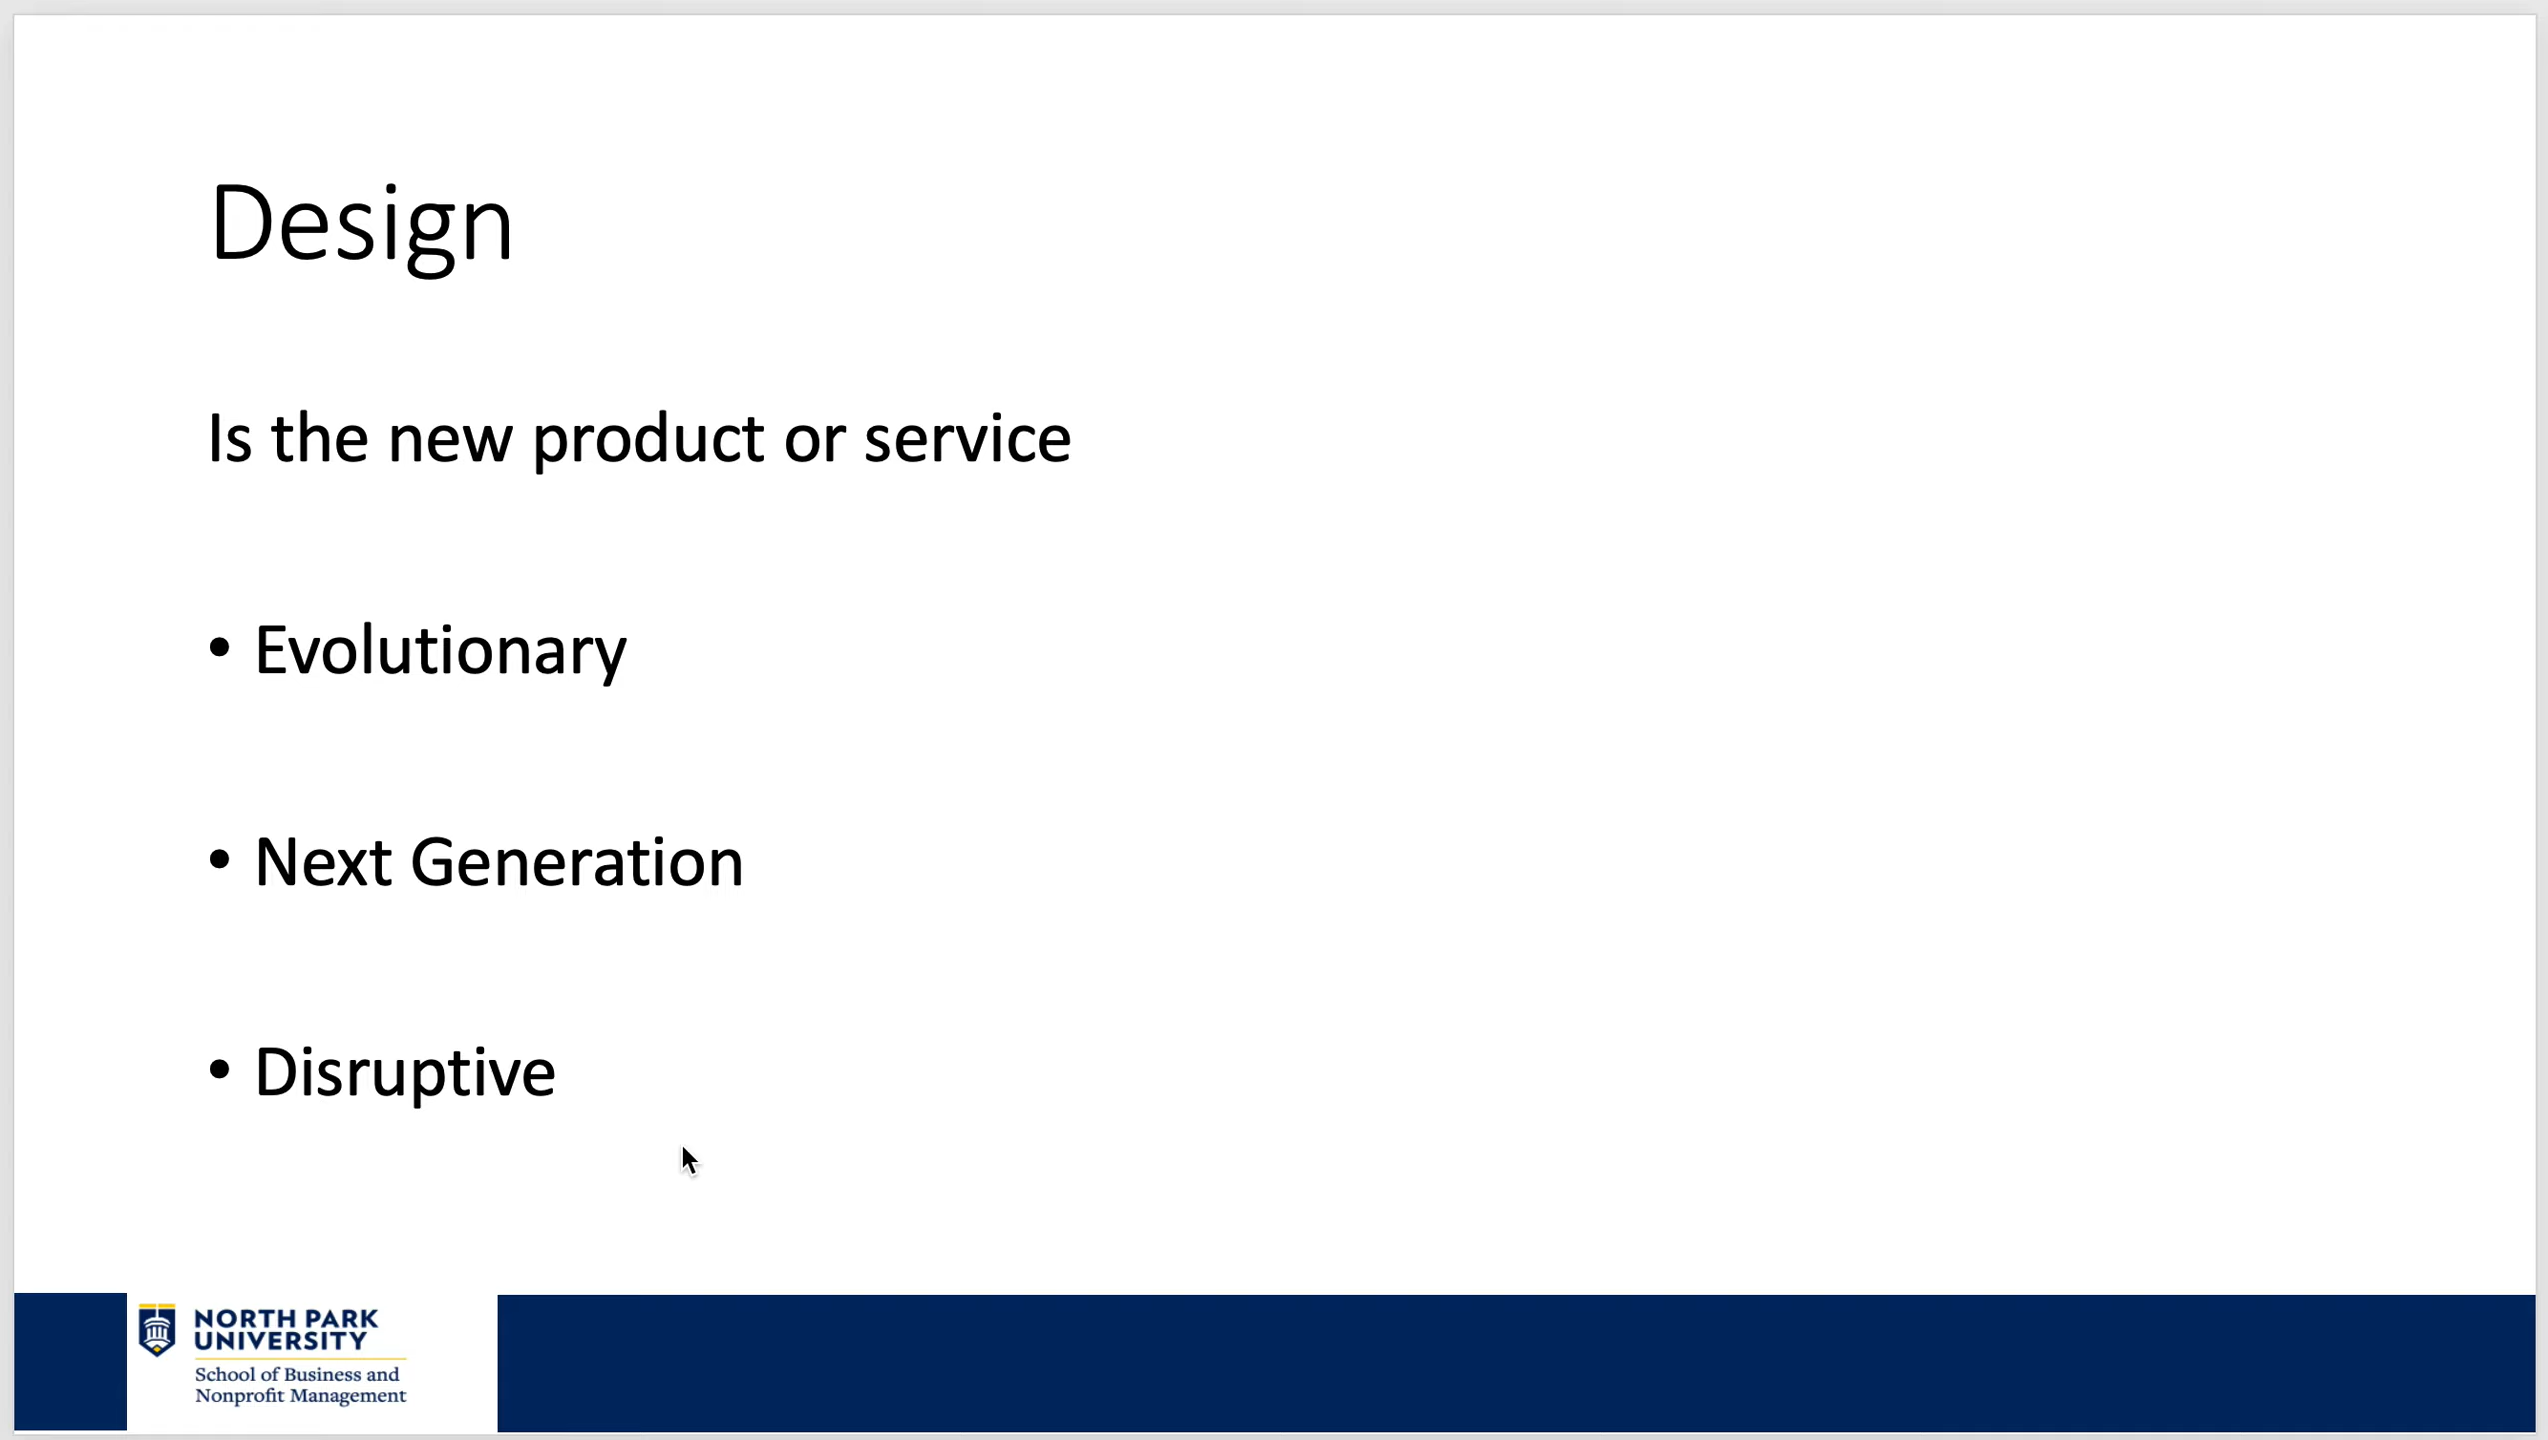 Design
Is the new product or service
• Evolutionary
• Next Generation
• Disruptive
NORTH PARK
UNIVERSITY
School of Business and
Nonprofit Management